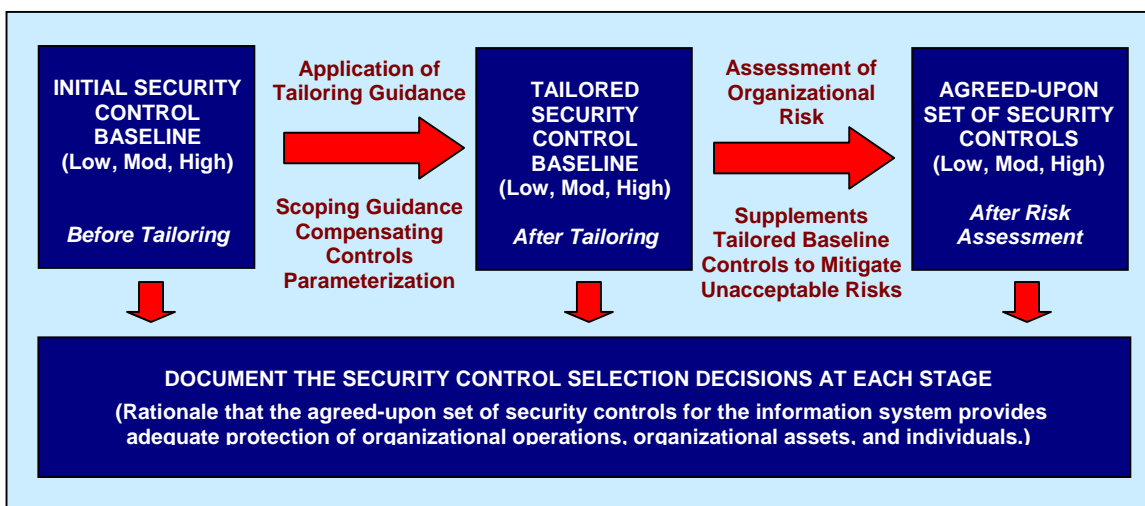 INITIAL SECURITY
CONTROL
BASELINE
(Low, Mod, High)
Before Tailoring
Application of
Tailoring Guidance
Scoping Guidance
Compensating
Controls
Parameterization
TAILORED
SECURITY
CONTROL
BASELINE
(Low, Mod, High)
After Tailoring
Assessment of
Organizational
Risk
Supplements
Tailored Baseline
Controls to Mitigate
Unacceptable Risks
AGREED-UPON
SET OF SECURITY
CONTROLS
(Low, Mod, High)
After Risk
Assessment
DOCUMENT THE SECURITY CONTROL SELECTION DECISIONS AT EACH STAGE
(Rationale that the agreed-upon set of security controls for the information system provides
adequate protection of organizational operations, organizational assets, and individuals.)